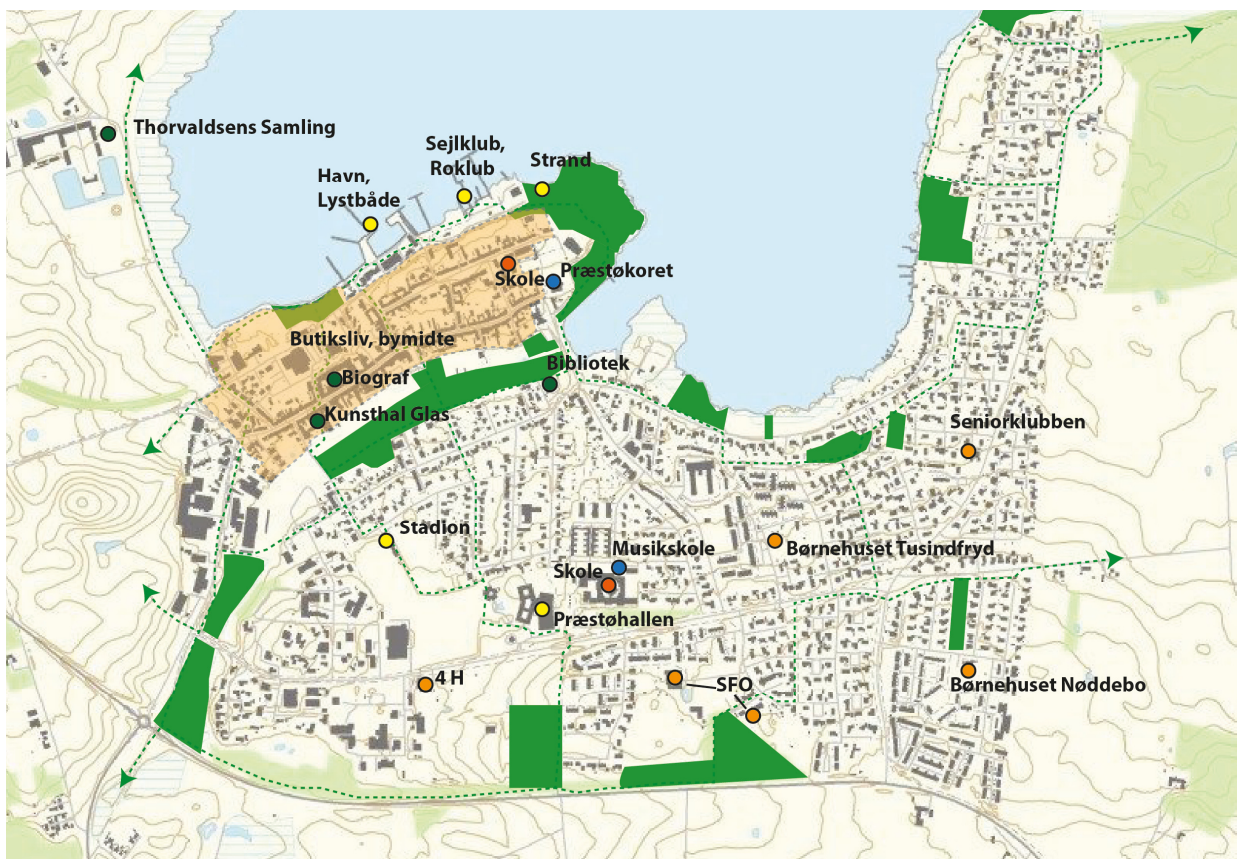 Thorvaldsens Samling
Sejlklub,
Roklub
Strand
Havn,
Lystbåde
Skole
Præstøkoret
Butiksliv, bymidte
Bibliotek
Biograf
Kunsthal Glas
Seniorklubben
Stadion
Musikskole
Børnehuset Tusindfryd
Skole
Præstøhallen
4 H
SFO
Børnehuset Nøddebo